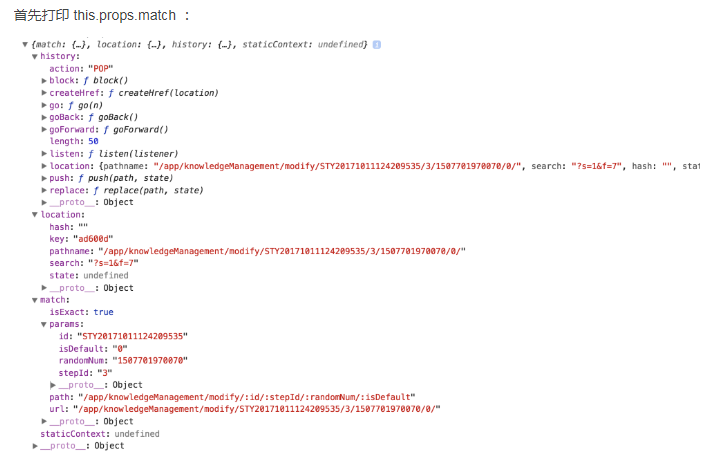 首先打印 this.props.match ：
▼{match: {…}, location: {…}, history: {…}, staticContext: undefined} i
▼history:
action: "POP"
▶block: ƒ block()
▶createHref: ƒ createHref(location)
▶go: ƒ go(n)
▶goBack: ƒ goBack()
▶goForward: ƒ goForward()
length: 50
▶listen: ƒ listen(listener)
▶location: {pathname: "/app/knowledgeManagement/modify/STY20171011124209535/3/1507701970070/0/", search: "?s=1&f=7", hash: "", stat
▶push: ƒ push(path, state)
▶replace: ƒ replace(path, state)
▶__proto__: Object
▼location:
hash: ""
key: "ad600d"
pathname: "/app/knowledgeManagement/modify/STY20171011124209535/3/1507701970070/0/"
search: "?s=1&f=7"
state: undefined
▶__proto__: Object
▼match:
isExact: true
▼params:
id: "STY20171011124209535"
isDefault: "0"
randomNum: "1507701970070"
stepId: "3"
▶__proto__: Object
path: "/app/knowledgeManagement/modify/:id/:stepId/:randomNum/:isDefault"
url: "/app/knowledgeManagement/modify/STY20171011124209535/3/1507701970070/0/"
▶__proto__: Object
staticContext: undefined
▶__proto__: Object